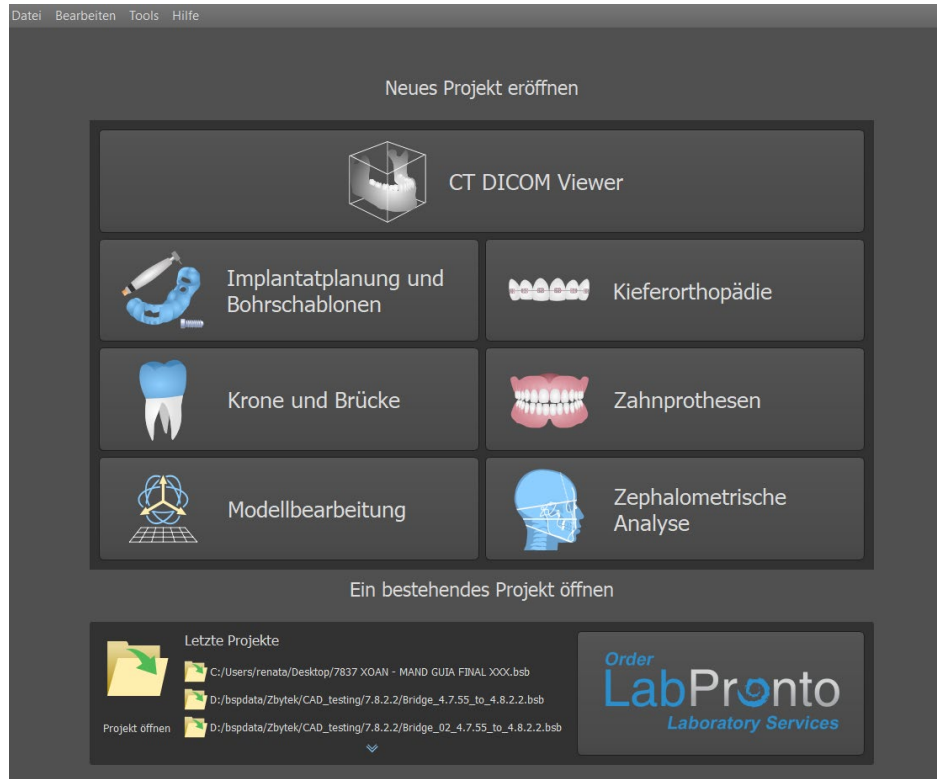 Datei Bearbeiten Tools Hilfe
Neues Projekt eröffnen
CT DICOM Viewer
Implantatplanung und
Bohrschablonen
Kieferorthopädie
Krone und Brücke
Zahnprothesen
Modellbearbeitung
Zephalometrische
Analyse
Ein bestehendes Projekt öffnen
Letzte Projekte
C:/Users/renata/Desktop/7837 XOAN - MAND GUIA FINAL XXX.bsb
D:/bspdata/Zbytek/CAD_testing/7.8.2.2/Bridge_4.7.55_to_4.8.2.2.bsb
Projekt öffnen
D:/bspdata/Zbytek/CAD_testing/7.8.2.2/Bridge_02_4.7.55_to_4.8.2.2.bsb
Order
LabPronto
Laboratory Services